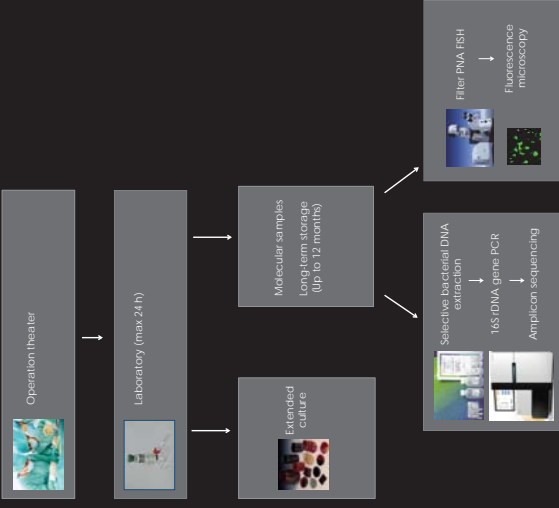 Operation theater
Laboratory (max 24 h)
Extended
culture
Molecular samples
Long-term storage
(Up to 12 months)
Selective bacterial DNA
extraction
16S rDNA gene PCR
Amplicon sequencing
Filter PNA FISH
Fluorescence
microscopy